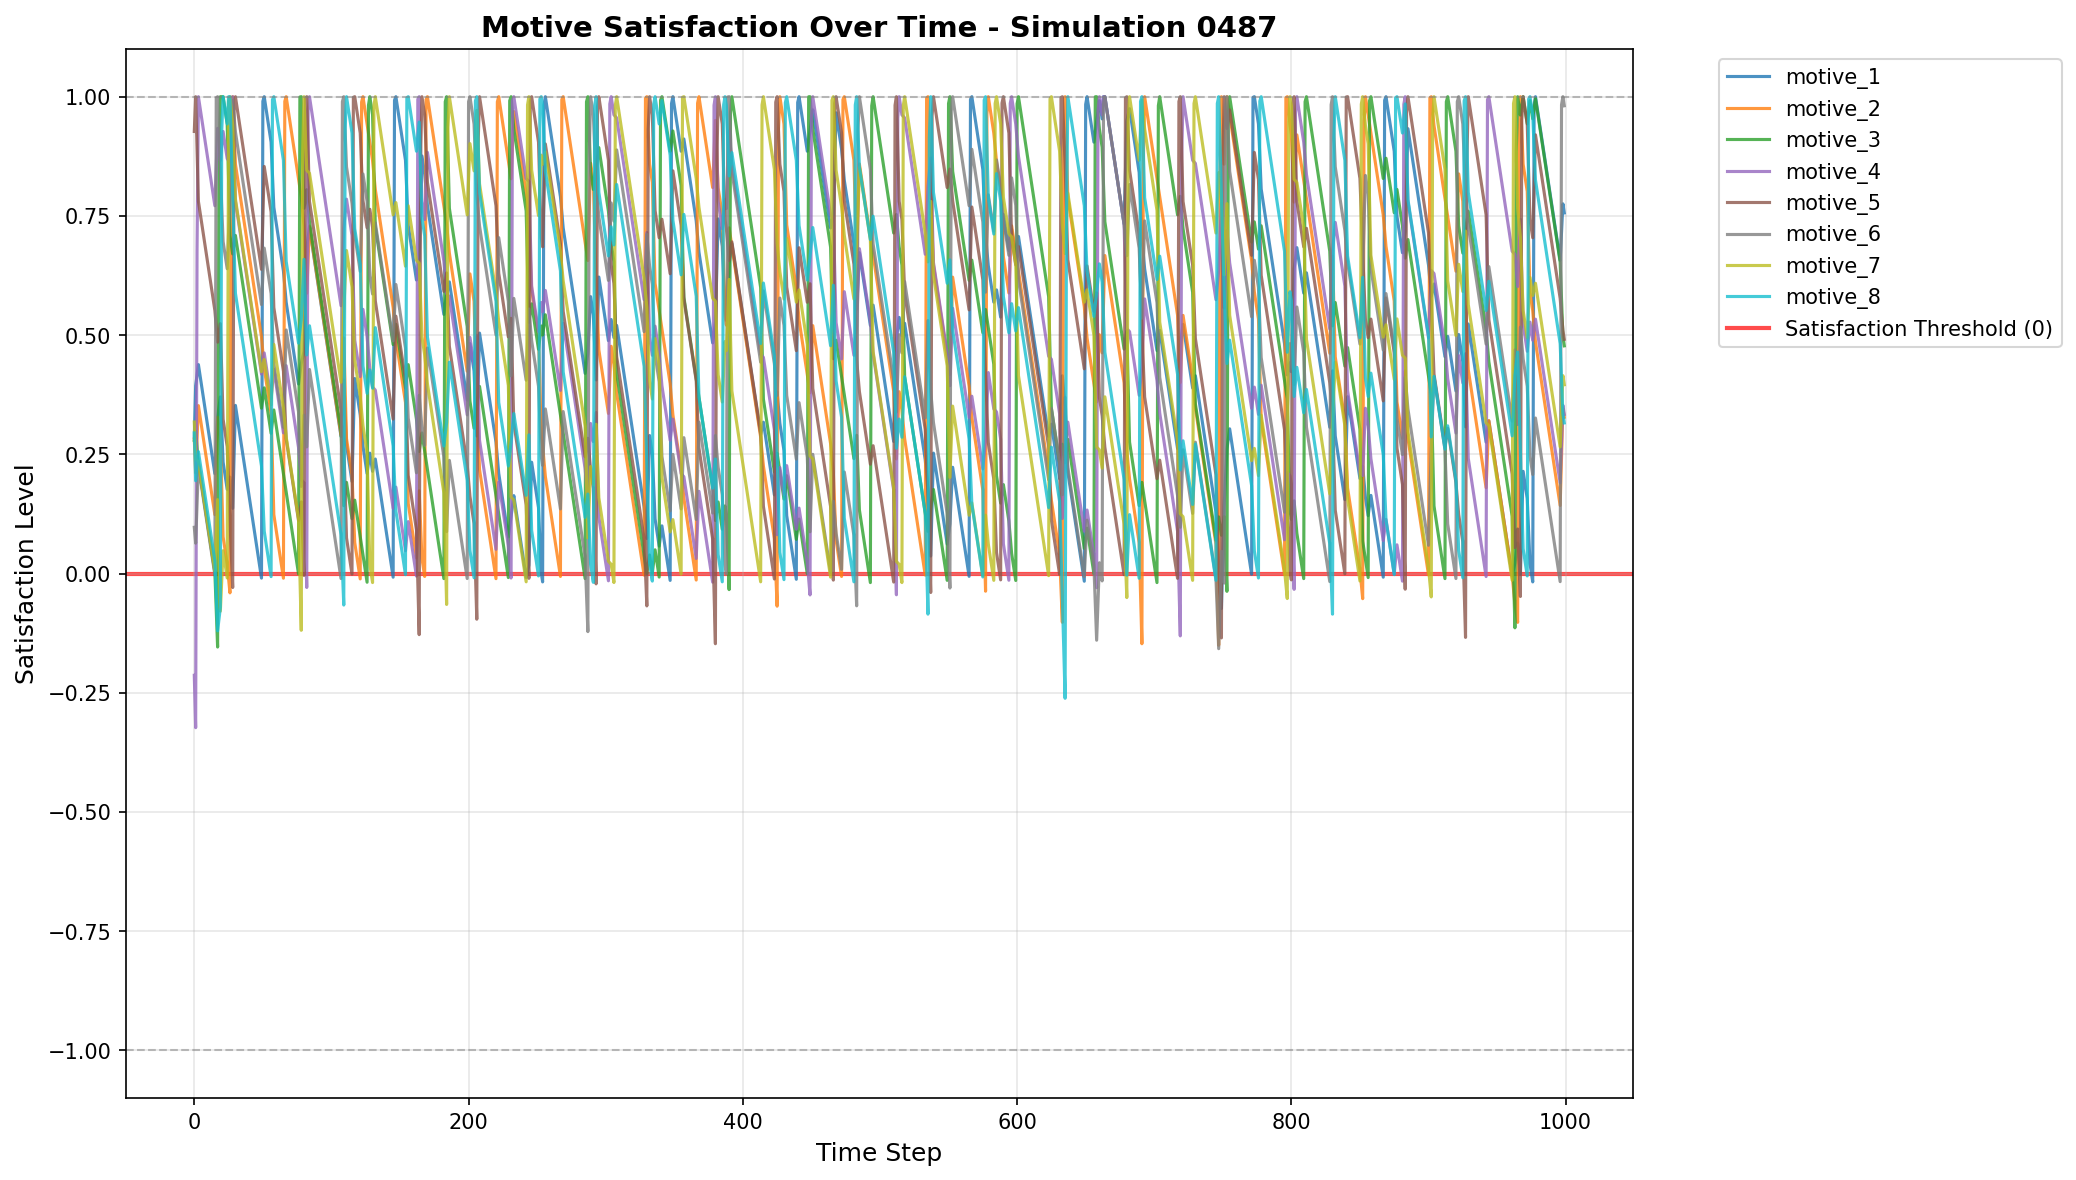 Motive Satisfaction Over Time - Simulation 0487
Satisfaction Level
1.00
0.75
0.50
0.25
0.00
−0.25
−0.50
−0.75
−1.00
0
200
400
600
800
1000
Time Step
motive_1
motive_2
motive_3
motive_4
motive_5
motive_6
motive_7
motive_8
Satisfaction Threshold (0)